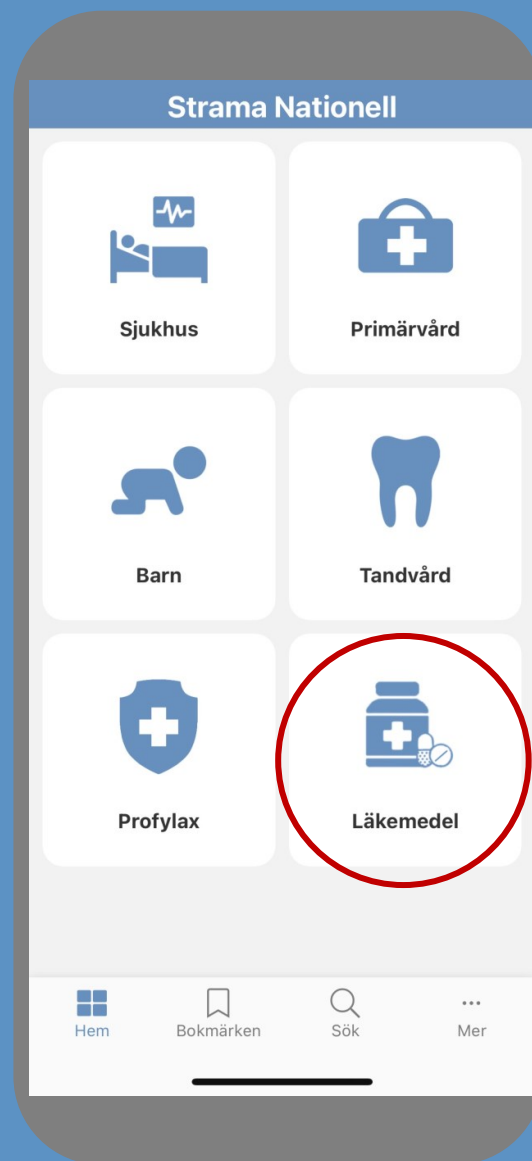 Strama Nationell
Sjukhus
Primärvård
Barn
Tandvård
Profylax
Läkemedel
Hem
Bokmärken
Sök
Mer